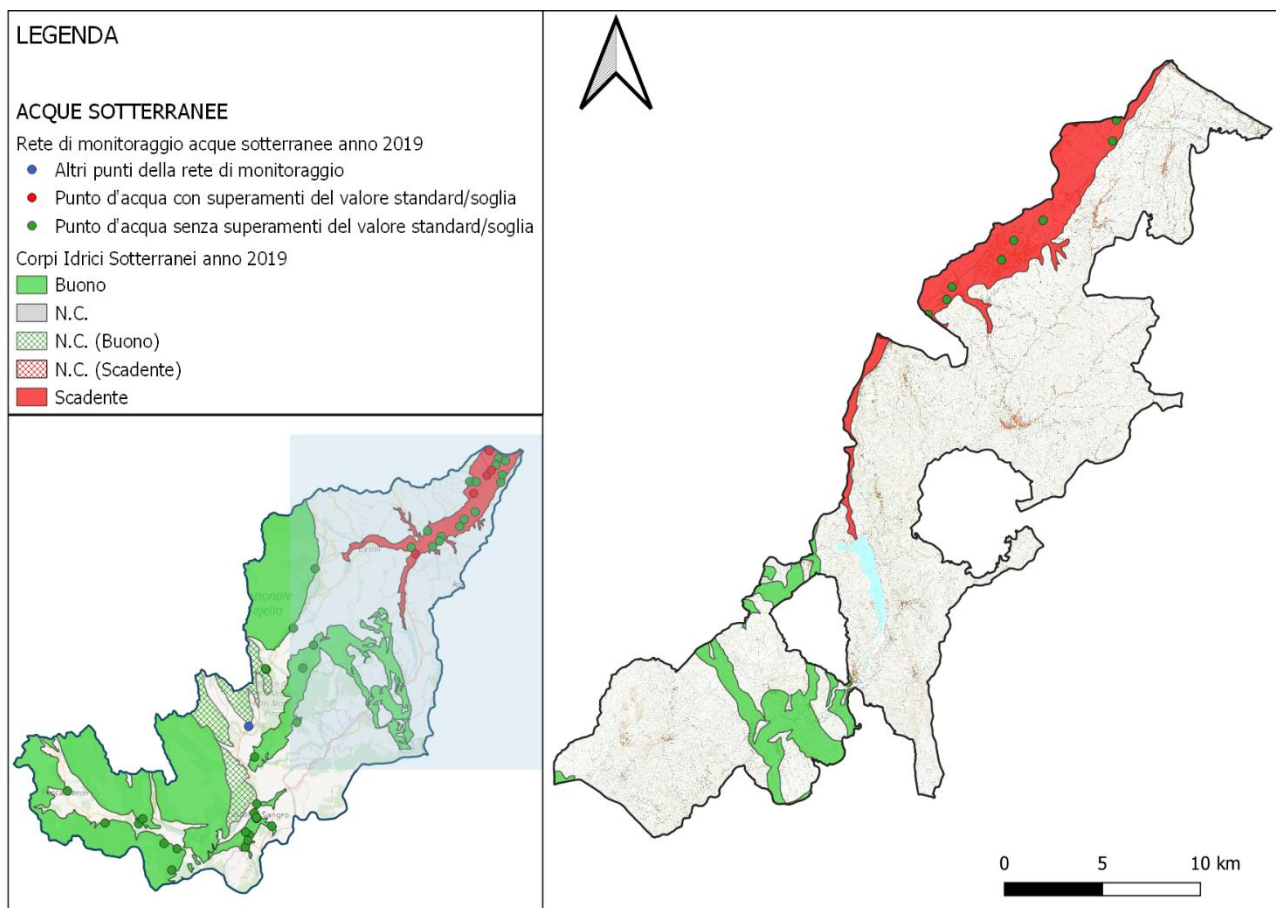 LEGENDA
ACQUE SOTTERRANEE
Rete di monitoraggio acque sotterranee anno 2019
Altri punti della rete di monitoraggio
Punto d'acqua con superamenti del valore standard/soglia
Punto d'acqua senza superamenti del valore standard/soglia
Corpi Idrici Sotterranei anno 2019
Buono
N.C.
N.C. (Buono)
N.C. (Scadente)
Scadente
Casoli
Sangro
0 5 10 km